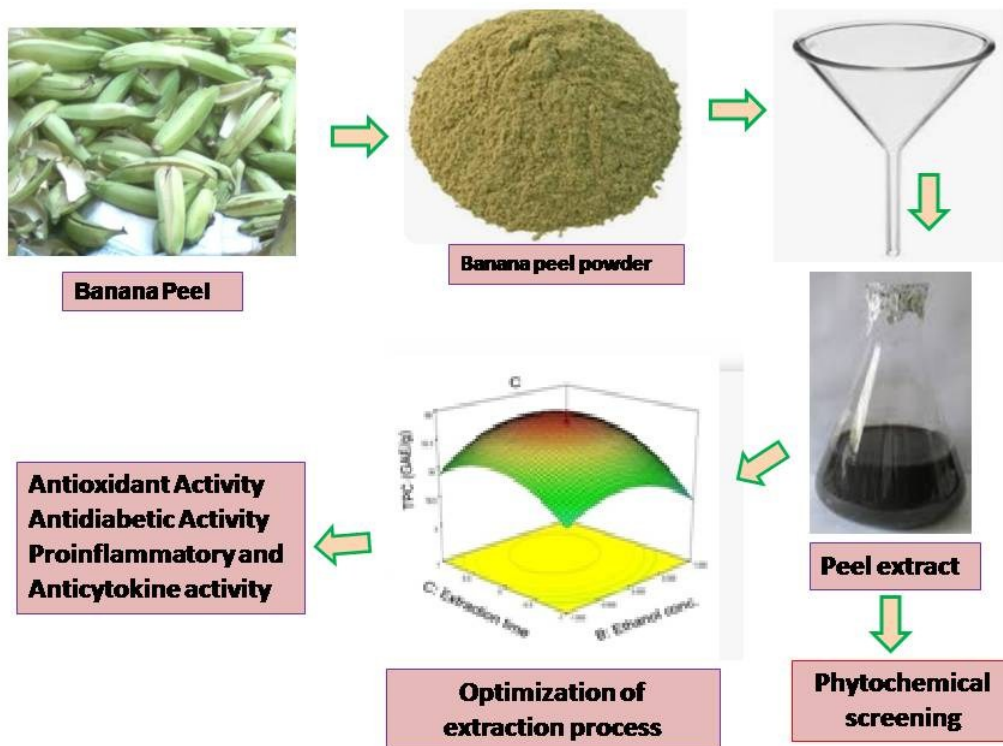 Banana Peel
Banana peel powder
Peel extract
C
TPC (GAE/g)
C: Extraction time
B: Ethanol conc.
Antioxidant Activity
Antidiabetic Activity
Proinflammatory and
Anticytokine activity
Optimization of
extraction process
Phytochemical
screening